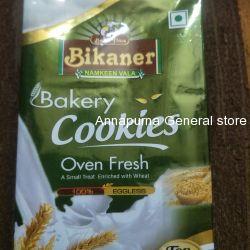 Bikaner
NAMKEEN VALA
Bakery
Annapurna General store
Cookies
Oven Fresh
A Small Treat Enriched with Wheat
100% EGGLESS